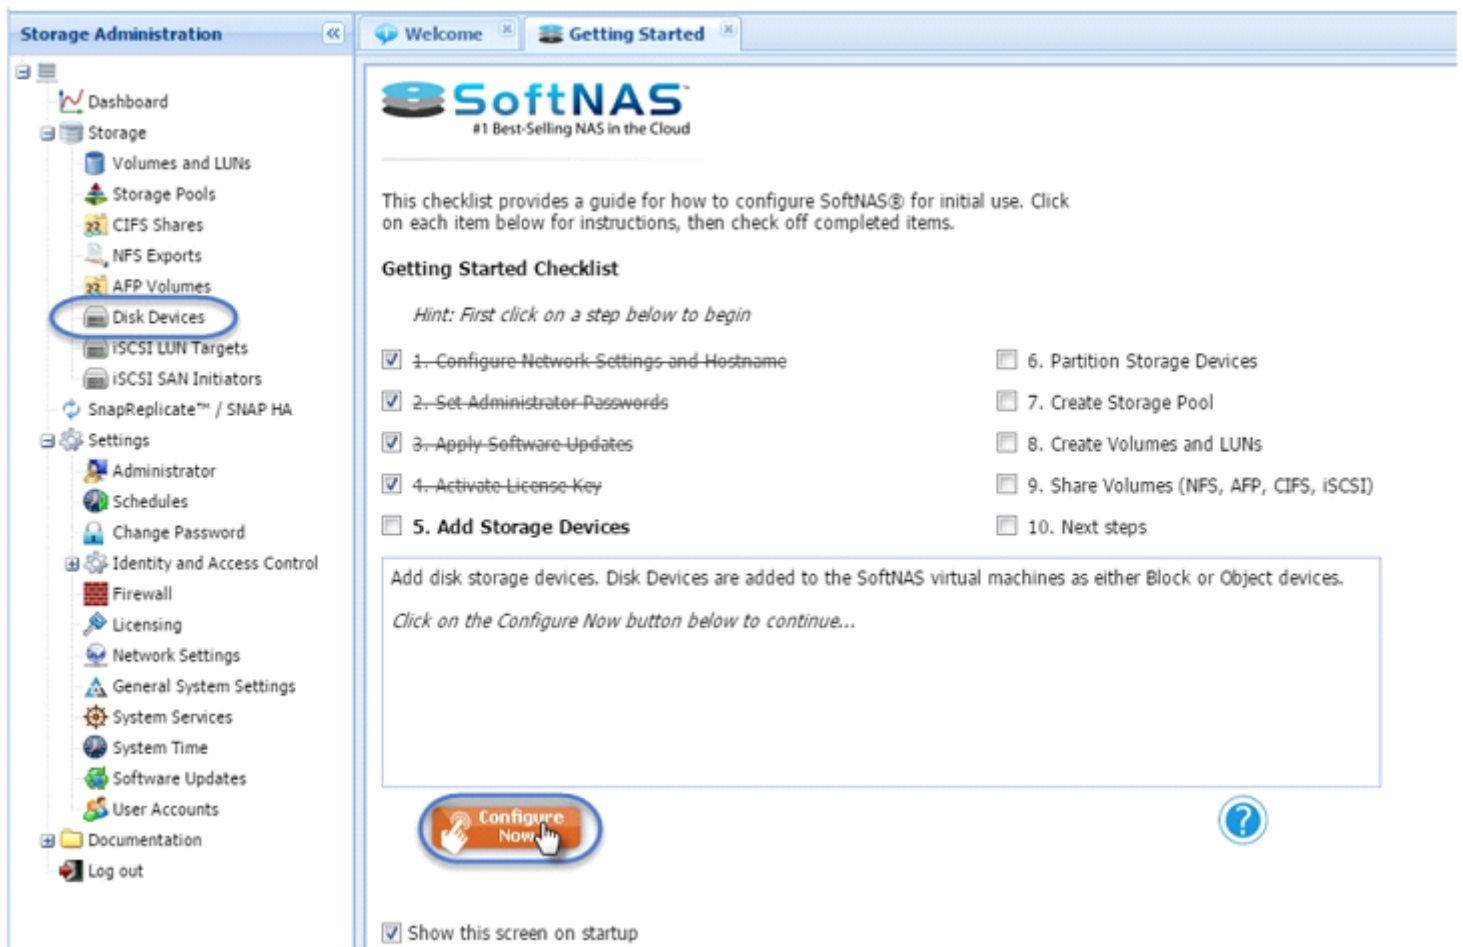 Storage Administration
Dashboard
Storage
Volumes and LUNs
Storage Pools
CIFS Shares
NFS Exports
AFP Volumes
Disk Devices
iSCSI LUN Targets
iSCSI SAN Initiators
SnapReplicate™ / SNAP HA
Settings
Administrator
Schedules
Change Password
Identity and Access Control
Firewall
Licensing
Network Settings
General System Settings
System Services
System Time
Software Updates
User Accounts
Documentation
Log out
Welcome
Getting Started
SoftNAS™
#1 Best-Selling NAS in the Cloud
This checklist provides a guide for how to configure SoftNAS® for initial use. Click
on each item below for instructions, then check off completed items.
Getting Started Checklist
Hint: First click on a step below to begin
1. Configure Network Settings and Hostname
2. Set Administrator Passwords
3. Apply Software Updates
4. Activate License Key
5. Add Storage Devices
6. Partition Storage Devices
7. Create Storage Pool
8. Create Volumes and LUNs
9. Share Volumes (NFS, AFP, CIFS, iSCSI)
10. Next steps
Add disk storage devices. Disk Devices are added to the SoftNAS virtual machines as either Block or Object devices.
Click on the Configure Now button below to continue...
Configure
Now
?
Show this screen on startup